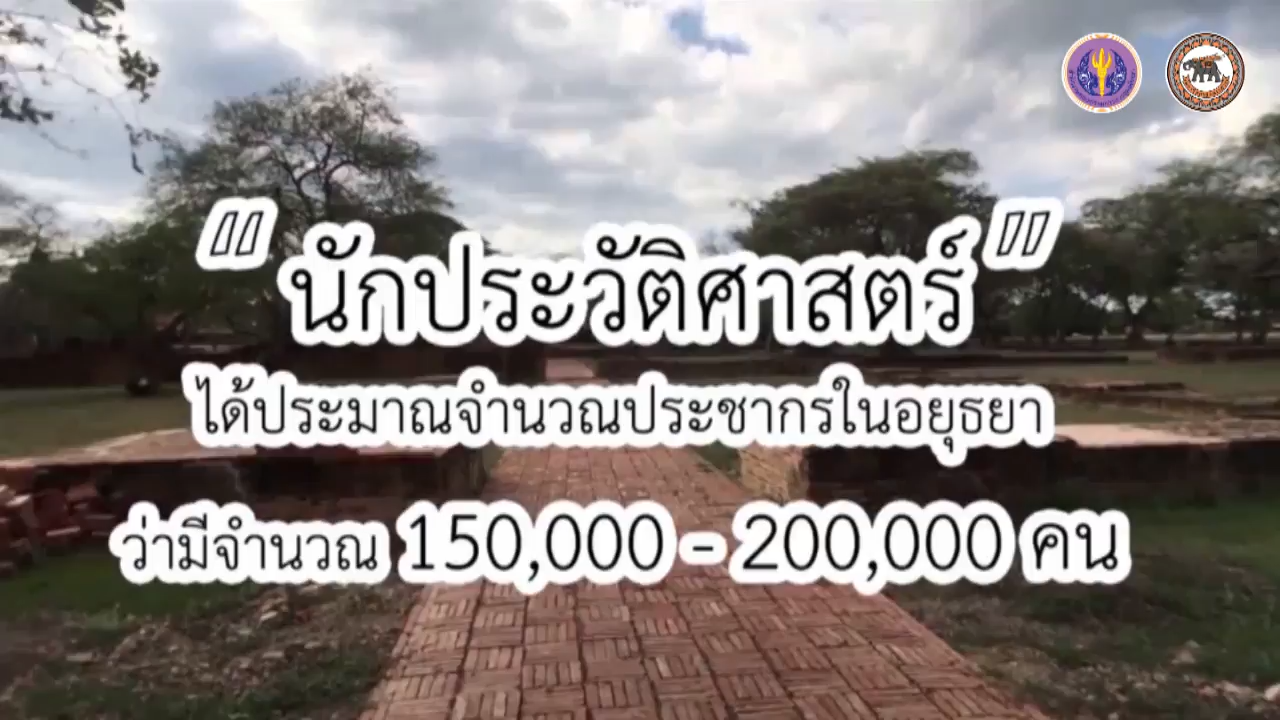 "นักประวัติศาสตร์"
ได้ประมาณจำนวณประชากรในอยุธยา
ว่ามีจำนวณ 150,000 - 200,000 คน